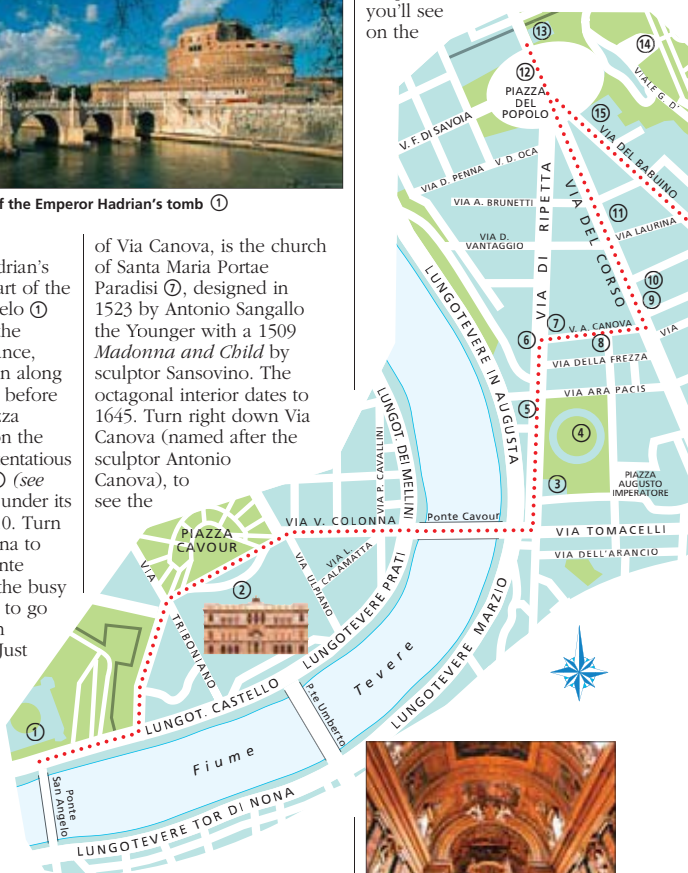 you'll see
on the
f the Emperor Hadrian's tomb ①
drian's
art of the
elo ①
the
ance,
n along
before
zza
on the
entatious
(see
under its
0. Turn
na to
nte
the busy
to go
n
Just
of Via Canova, is the church
of Santa Maria Portae
Paradisi ⑦, designed in
1523 by Antonio Sangallo
the Younger with a 1509
Madonna and Child by
sculptor Sansovino. The
octagonal interior dates to
1645. Turn right down Via
Canova (named after the
sculptor Antonio
Canova), to
see the
⑬
⑭
⑫
PIAZZA
DEL
POPOLO
VIALE G. D'
⑮
V. F. DI SAVOIA
VIA DEL BABUINO
V. D. OCA
VIA D. PENNA
VIA A. BRUNETTI
VIA DI RIPETTA
VIA DEL CORSO
⑪
VIA LAURINA
VIA D.
VANTAGGIO
⑩
⑨
LUNGOTEVERE IN AUGUSTA
⑦
V. A. CANOVA
VIA
⑥
⑧
VIA DELLA FREZZA
VIA ARA PACIS
⑤
④
LUNGOT. DEI MELLINI
VIA P. CAVALLINI
③
PIAZZA
AUGUSTO
IMPERATORE
PIAZZA
CAVOUR
VIA V. COLONNA
Ponte Cavour
VIA TOMACELLI
VIA DELL'ARANCIO
VIA L.
CALAMATTA
VIA ULPIANO
VIA
TRIBONIANO
②
LUNGOTEVERE PRATI
LUNGOTEVERE MARZIO
Tevere
LUNGOT. CASTELLO
P.te Umberto
①
Fiume
Ponte
San Angelo
LUNGOTEVERE TOR DI NONA